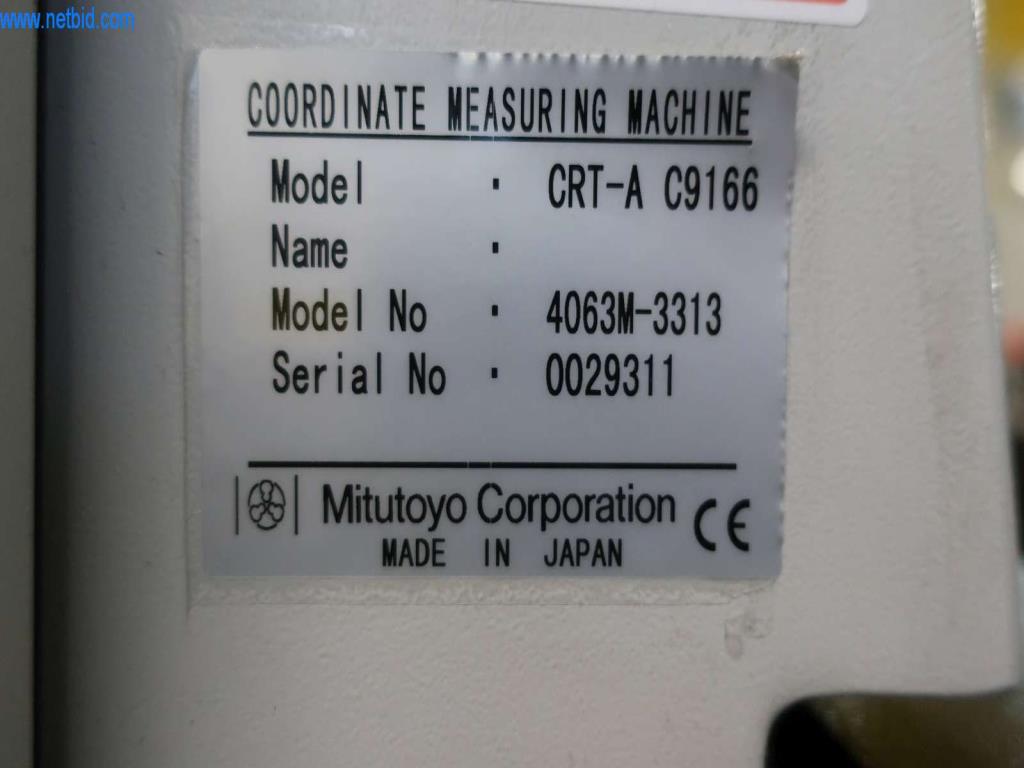 www.netbid.com
COORDINATE MEASURING MACHINE
Model · CRT-A C9166
Name ·
Model No · 4063M-3313
Serial No · 0029311
Mitutoyo Corporation CE
MADE IN JAPAN